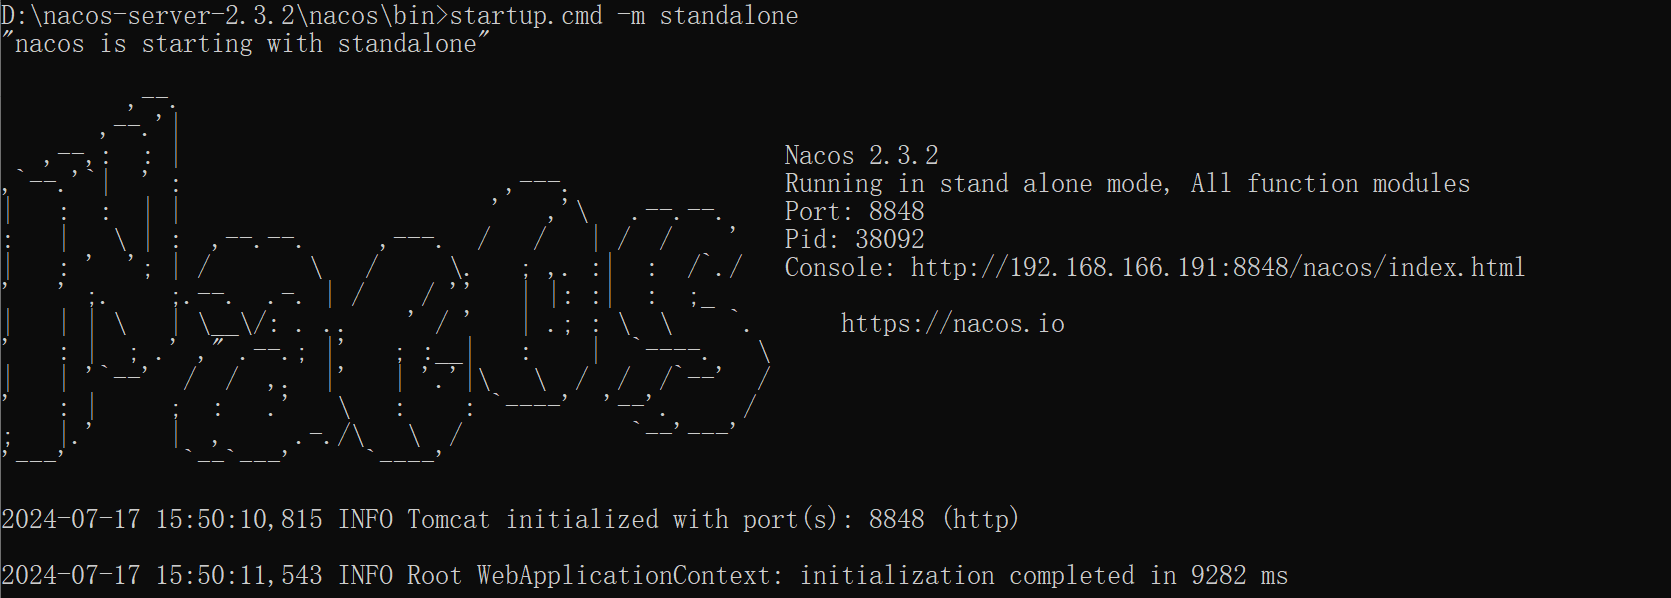 D:\nacos-server-2.3.2\nacos\bin>startup.cmd -m standalone
"nacos is starting with standalone"
Nacos 2.3.2
Running in stand alone mode, All function modules
Port: 8848
Pid: 38092
Console: http://192.168.166.191:8848/nacos/index.html
https://nacos.io
2024-07-17 15:50:10,815 INFO Tomcat initialized with port(s): 8848 (http)
2024-07-17 15:50:11,543 INFO Root WebApplicationContext: initialization completed in 9282 ms